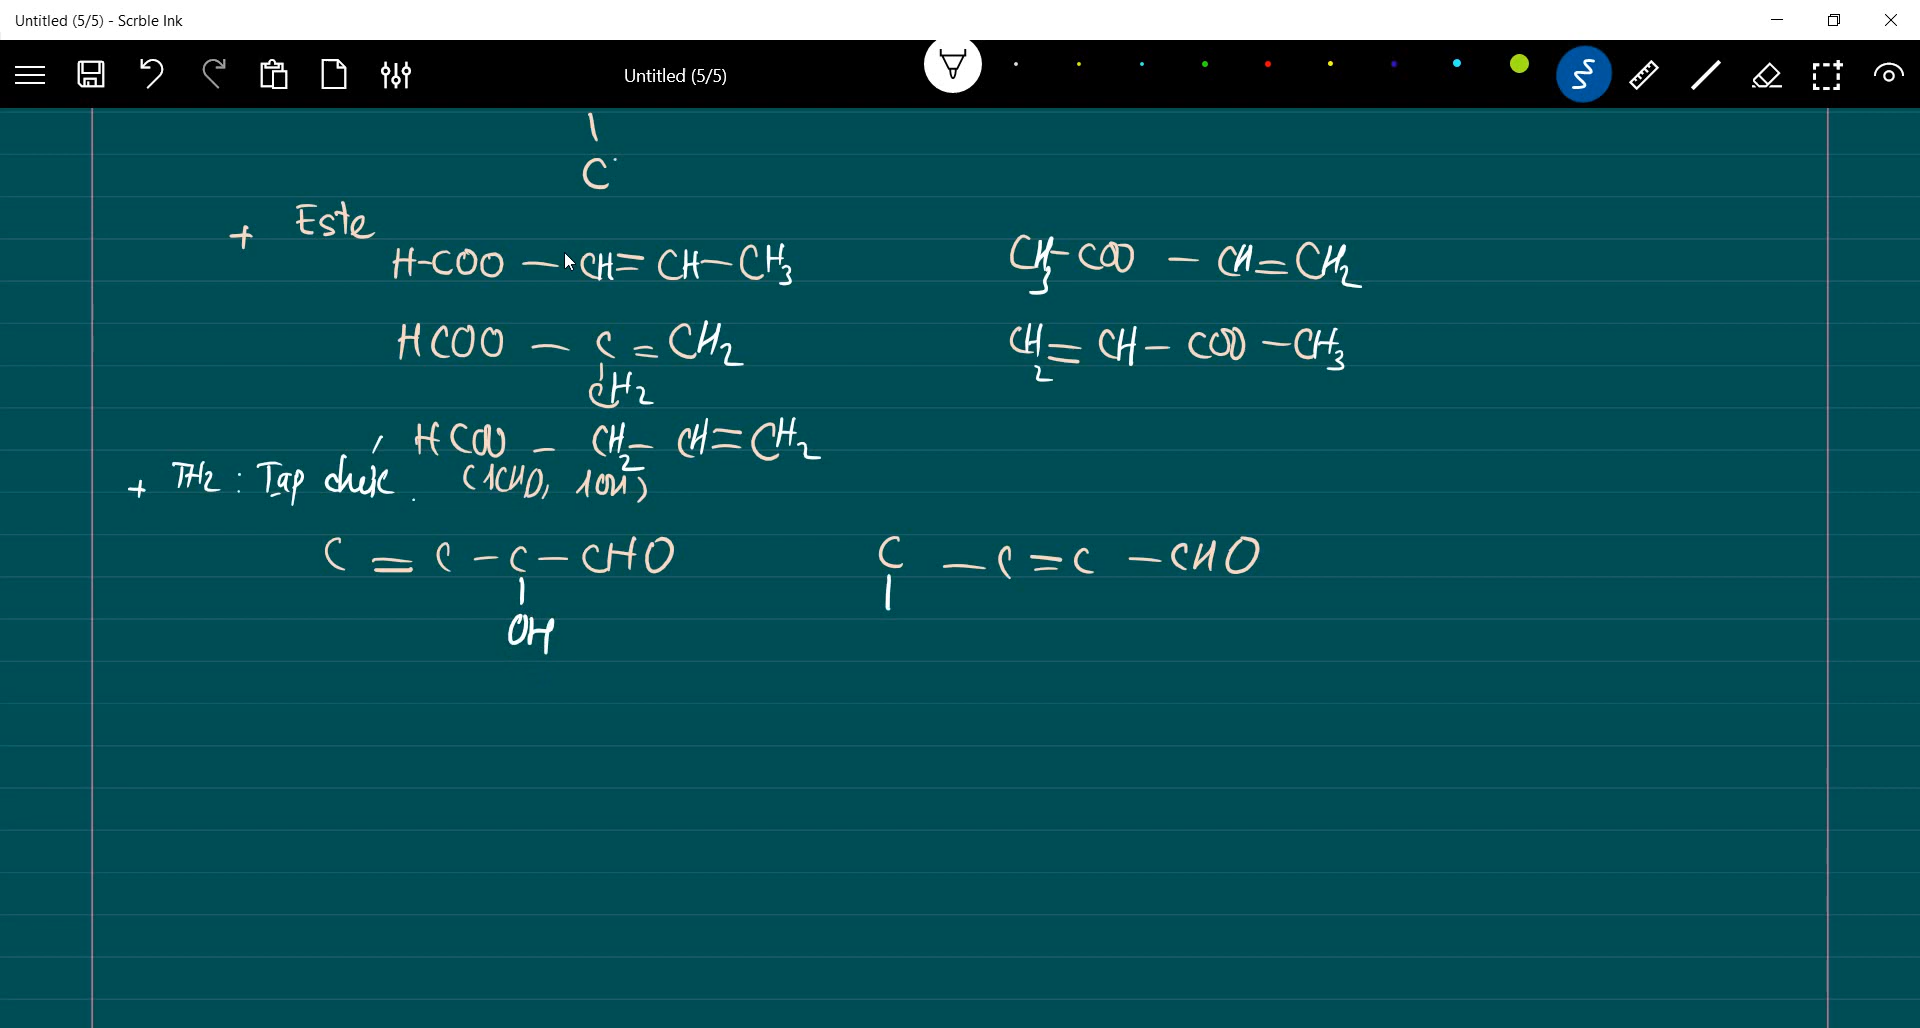 Untitled (5/5) - Scrble Ink
Untitled (5/5)
C
+ Este
H-COO — CH = CH - CH3
CH3 - COO — CH = CH2
HCOO — C = CH2
CH2
CH2 = CH - COO - CH3
HCOO - CH2 - CH = CH2
+ TH2 : Tạp chức. (1CHO, 1OH)
C = C - C - CHO
OH
C — C = C - CHO